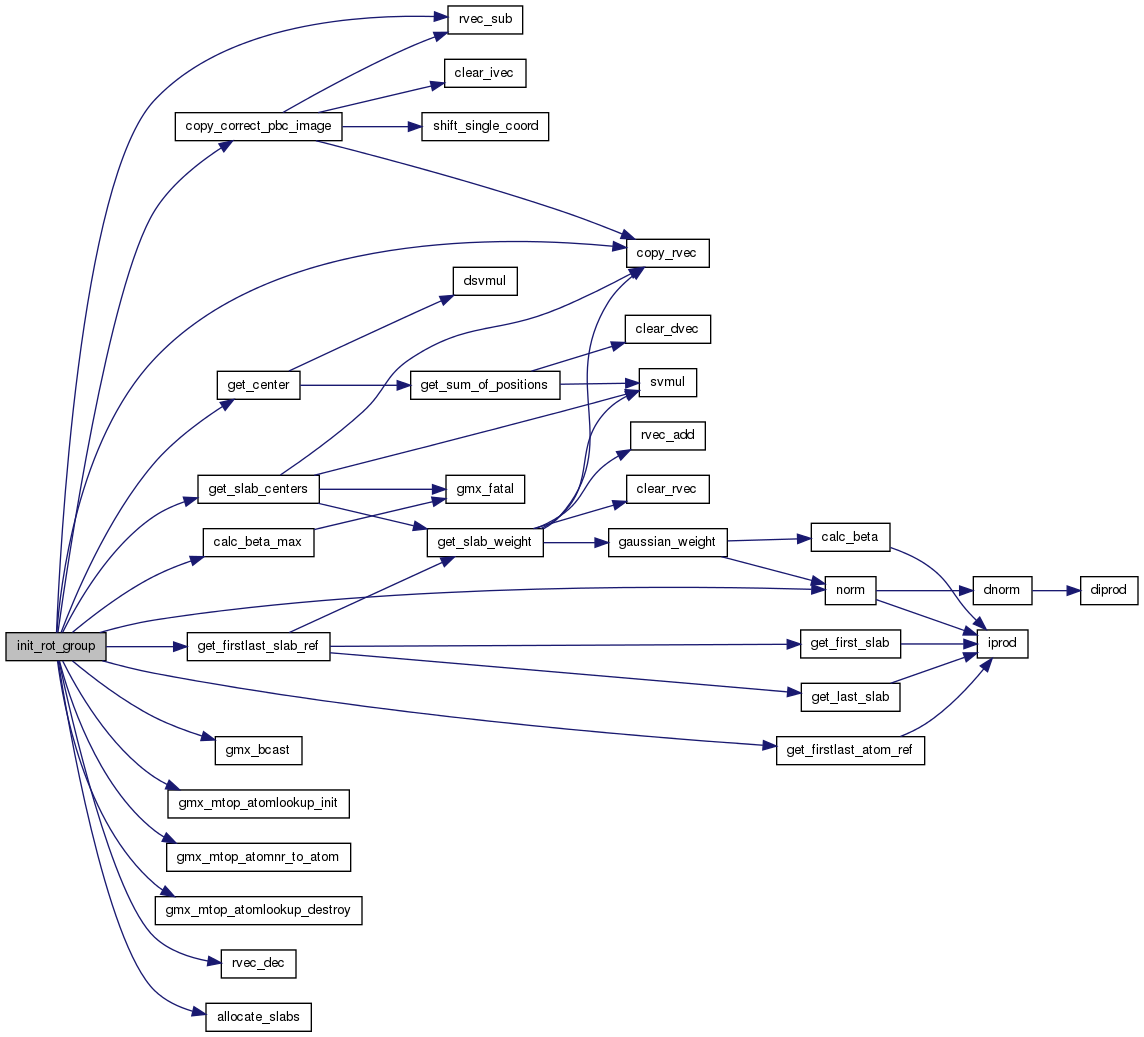 rvec_sub
clear_ivec
copy_correct_pbc_image
shift_single_coord
copy_rvec
dsvmul
clear_dvec
get_center
get_sum_of_positions
svmul
rvec_add
get_slab_centers
gmx_fatal
clear_rvec
calc_beta_max
get_slab_weight
gaussian_weight
calc_beta
norm
dnorm
diprod
init_rot_group
get_firstlast_slab_ref
get_first_slab
iprod
get_last_slab
gmx_bcast
get_firstlast_atom_ref
gmx_mtop_atomlookup_init
gmx_mtop_atomnr_to_atom
gmx_mtop_atomlookup_destroy
rvec_dec
allocate_slabs